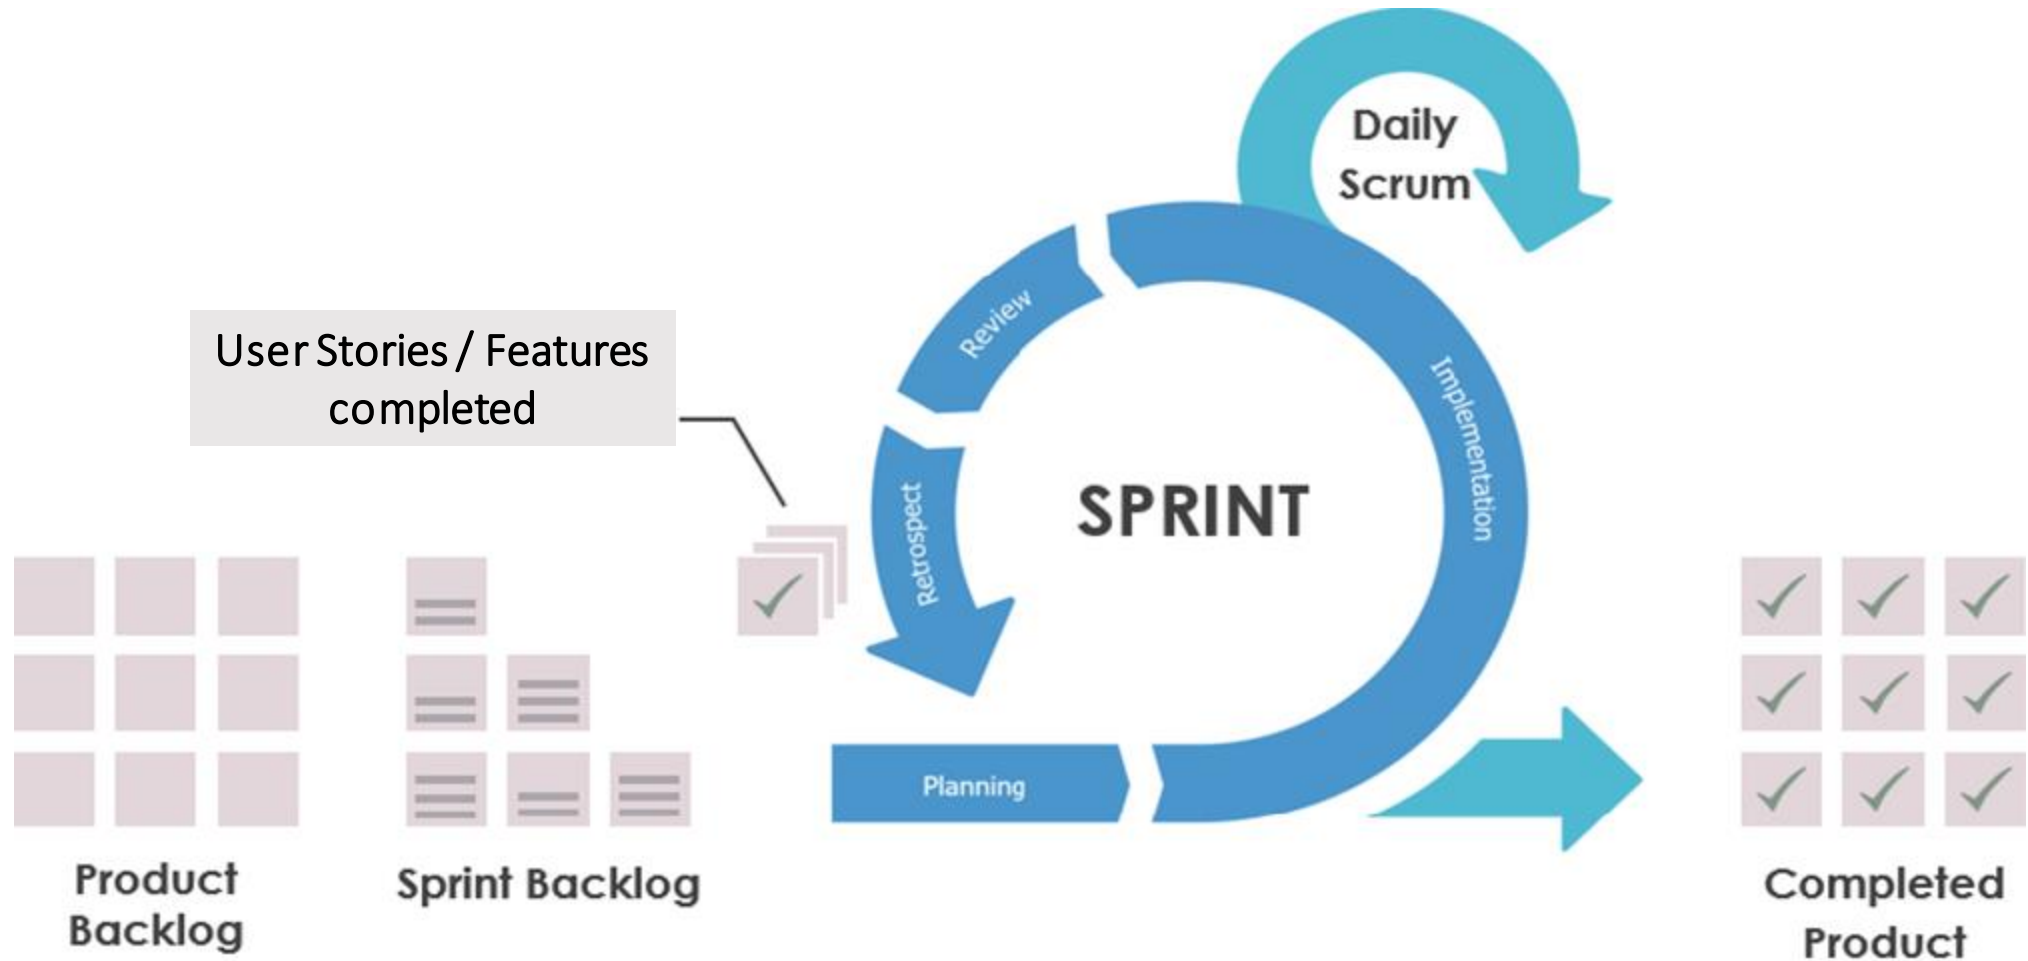 Daily
Scrum
User Stories / Features
completed
Review
Implementation
Retrospect
SPRINT
Planning
Product
Backlog
Sprint Backlog
Completed
Product